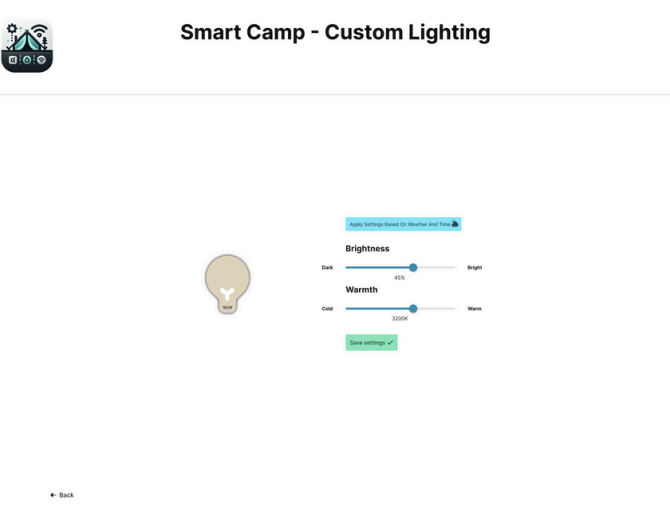 Smart Camp - Custom Lighting
Apply Settings Based On Weather And Time
Brightness
Dark
Bright
45%
Warmth
Cold
Warm
3200K
Save settings
Back